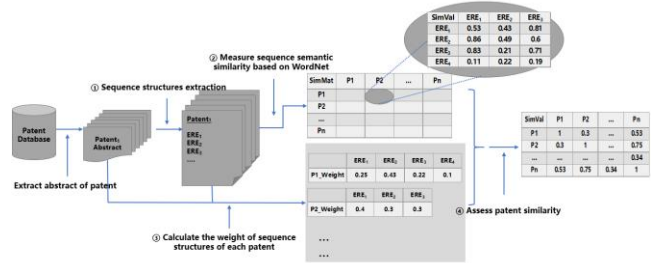 SimVal ERE₁ ERE₂ ERE₃
ERE₁ 0.53 0.43 0.81
ERE₂ 0.86 0.49 0.6
ERE₃ 0.83 0.21 0.71
ERE₄ 0.11 0.22 0.19
② Measure sequence semantic
similarity based on WordNet
① Sequence structures extraction
SimMat P1 P2 ... Pn
P1
P2
...
Pn
Patent
Database
Patent₁
Abstract
Patent₁
ERE₁
ERE₂
ERE₃
....
Extract abstract of patent
SimVal P1 P2 ... Pn
P1 1 0.3 ... 0.53
P2 0.3 1 ... 0.75
... ... ... ... 0.34
Pn 0.53 0.75 0.34 1
ERE₁ ERE₂ ERE₃ ERE₄
P1_Weight 0.25 0.43 0.22 0.1
ERE₁ ERE₂ ERE₃
P2_Weight 0.4 0.3 0.3
...
...
④ Assess patent similarity
③ Calculate the weight of sequence
structures of each patent